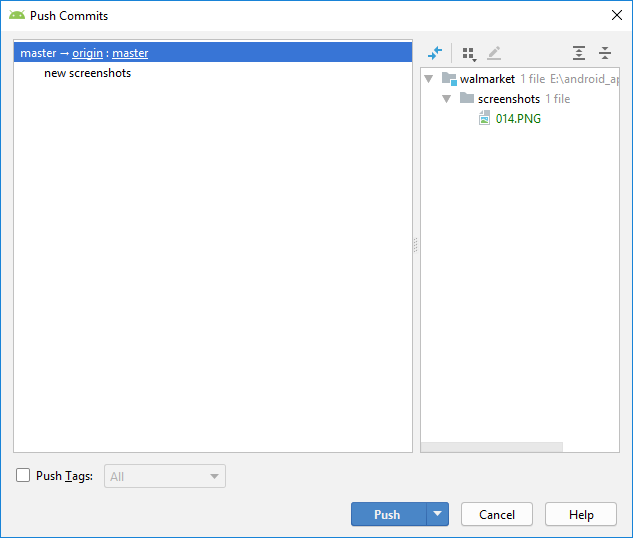 Push Commits
master → origin : master
new screenshots
walmarket 1 file E:\android_ap
screenshots 1 file
014.PNG
Push Tags: All
Push Cancel Help